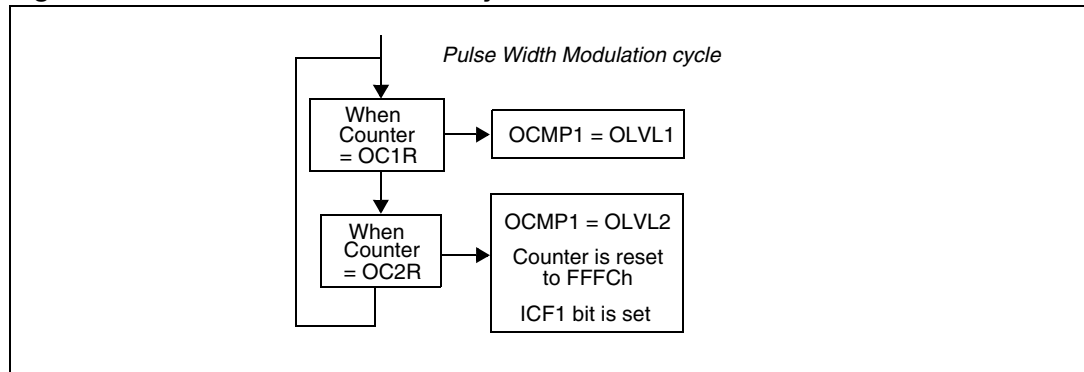 Pulse Width Modulation cycle
When
Counter
= OC1R
OCMP1 = OLVL1
When
Counter
= OC2R
OCMP1 = OLVL2
Counter is reset
to FFFCh
ICF1 bit is set